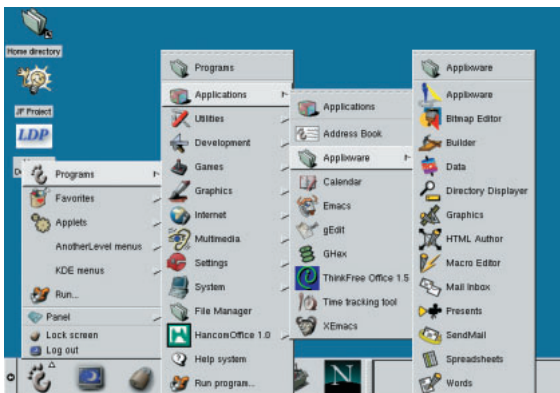 Home directory
JF Project
LDP
Programs
Favorites
Applets
AnotherLevel menus
KDE menus
Run...
Panel
Lock screen
Log out
Programs
Applications
Utilities
Development
Games
Graphics
Internet
Multimedia
Settings
System
File Manager
HancomOffice 1.0
Help system
Run program...
Applications
Address Book
Applixware
Calendar
Emacs
gEdit
GHex
ThinkFree Office 1.5
Time tracking tool
XEmacs
Applixware
Applixware
Bitmap Editor
Builder
Data
Directory Displayer
Graphics
HTML Author
Macro Editor
Mail Inbox
Presents
SendMail
Spreadsheets
Words
N